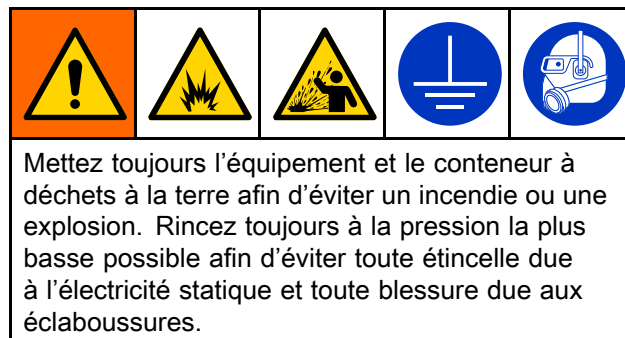 Mettez toujours l’équipement et le conteneur à
déchets à la terre afin d’éviter un incendie ou une
explosion. Rincez toujours à la pression la plus
basse possible afin d’éviter toute étincelle due
à l’électricité statique et toute blessure due aux
éclaboussures.